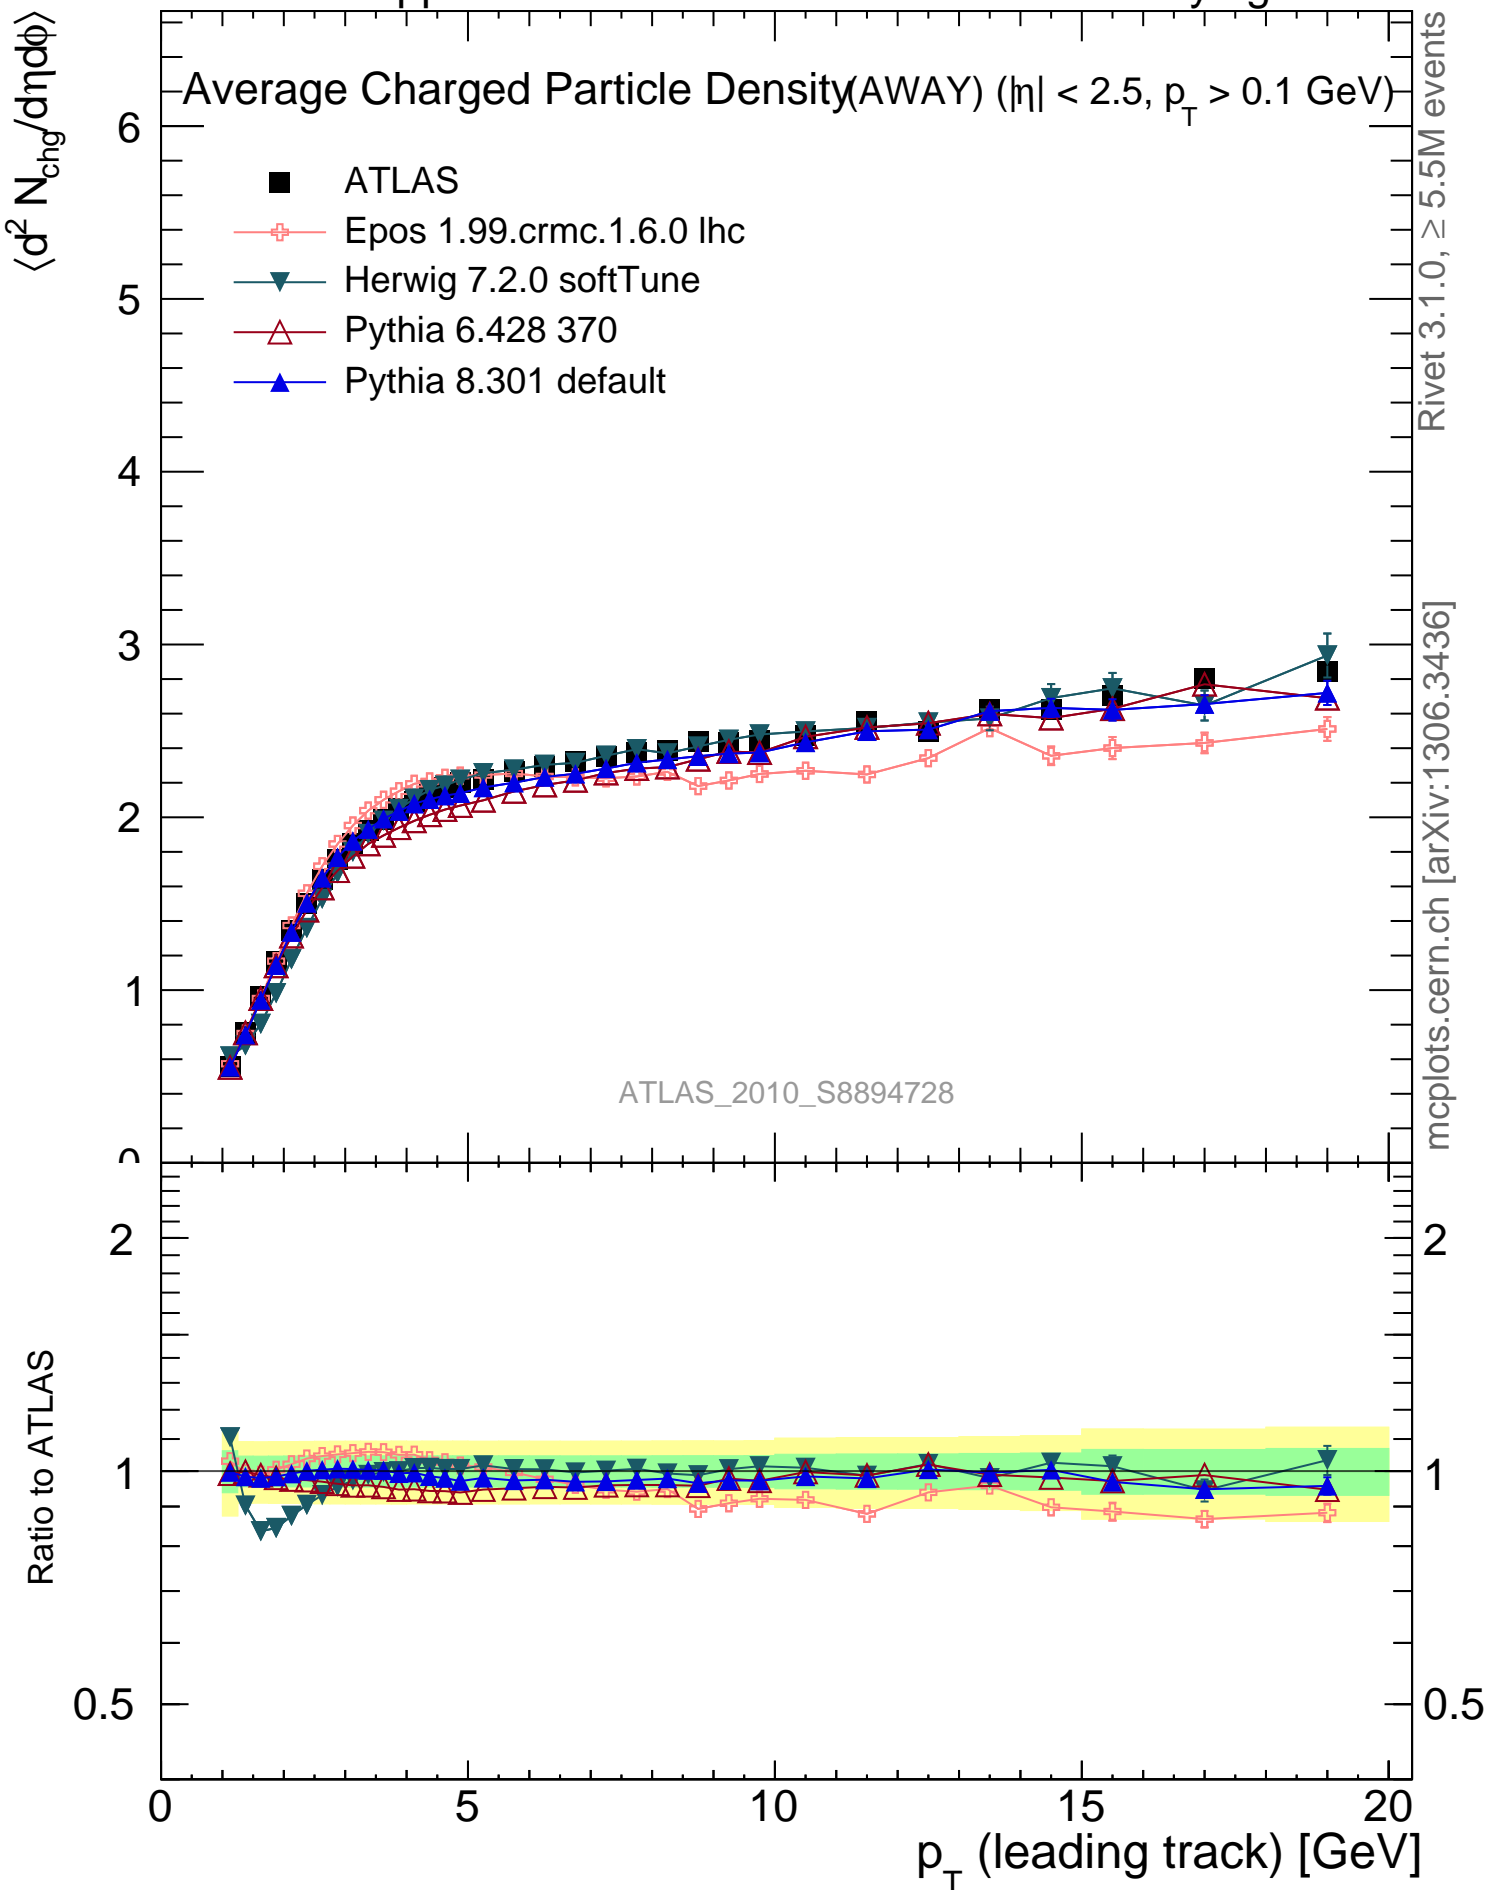 ⟨d² N_chg/dηdϕ⟩
Average Charged Particle Density (AWAY) (|η| < 2.5, p_T > 0.1 GeV)
ATLAS
Epos 1.99.crmc.1.6.0 lhc
Herwig 7.2.0 softTune
Pythia 6.428 370
Pythia 8.301 default
6
5
4
3
2
1
0
ATLAS_2010_S8894728
Rivet 3.1.0, ≥ 5.5M events
mcplots.cern.ch [arXiv:1306.3436]
Ratio to ATLAS
2
1
0.5
2
1
0.5
0
5
10
15
20
p_T (leading track) [GeV]